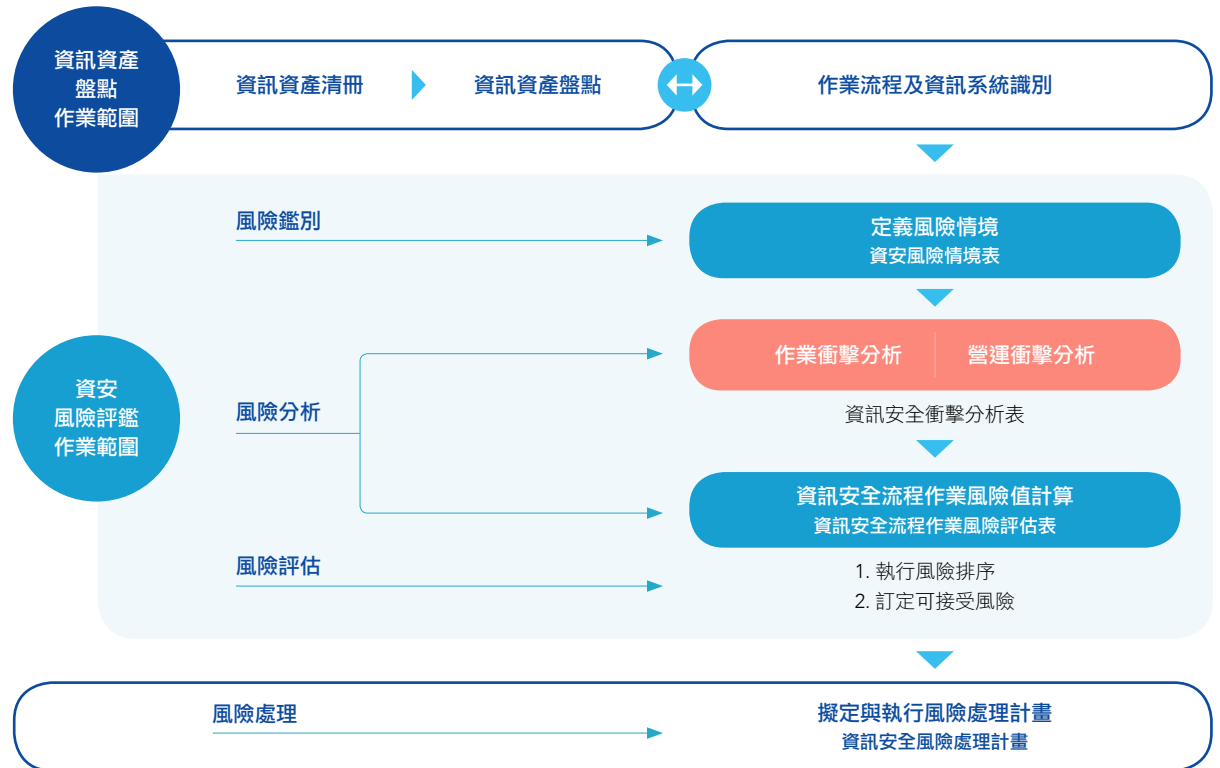 資訊資產
盤點
作業範圍
資訊資產清冊
資訊資產盤點
作業流程及資訊系統識別
資安
風險評鑑
作業範圍
風險鑑別
定義風險情境
資安風險情境表
風險分析
作業衝擊分析
營運衝擊分析
資訊安全衝擊分析表
資訊安全流程作業風險值計算
資訊安全流程作業風險評估表
風險評估
1. 執行風險排序
2. 訂定可接受風險
風險處理
擬定與執行風險處理計畫
資訊安全風險處理計畫